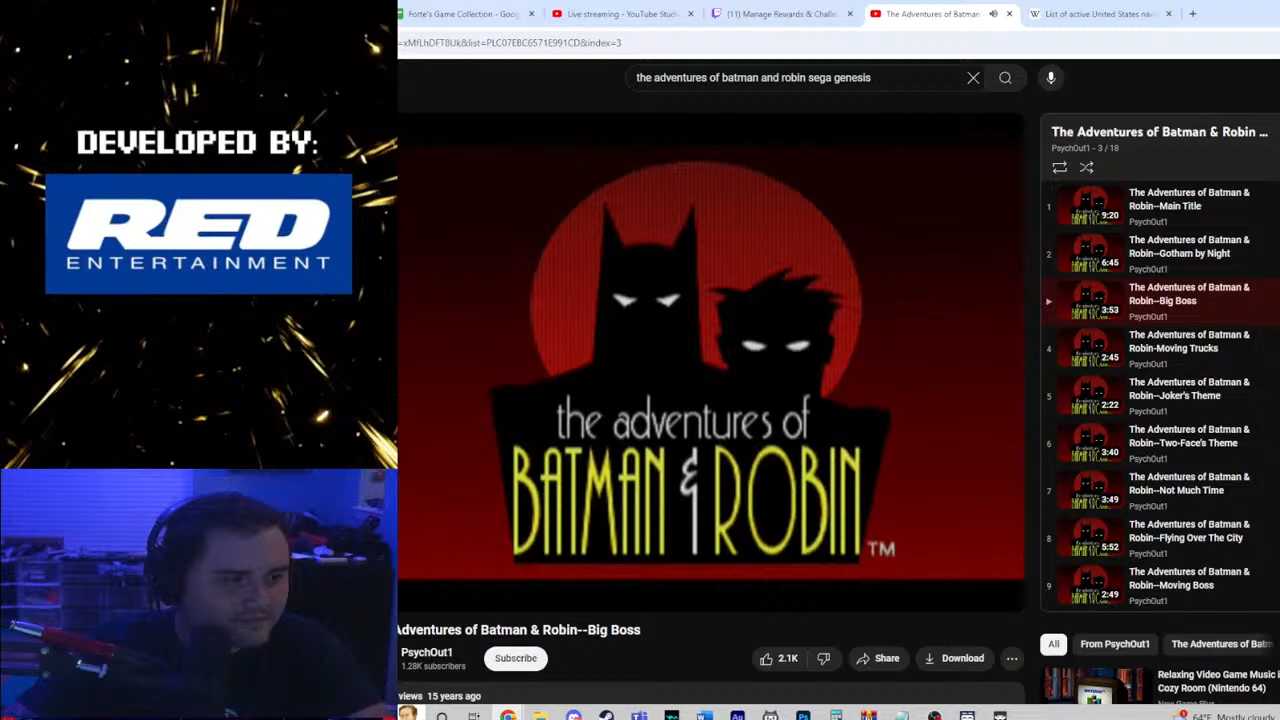 Forte's Game Collection - Goog
Live streaming - YouTube Studi
(11) Manage Rewards & Challe
The Adventures of Batman
List of active United States nav
=xMfLhDFT8Uk&list=PLC07EBC6571E991CD&index=3
the adventures of batman and robin sega genesis
DEVELOPED BY:
RED
ENTERTAINMENT
the adventures of
BATMAN & ROBIN
TM
The Adventures of Batman & Robin ...
PsychOut1 - 3 / 18
1
9:20
The Adventures of Batman &
Robin--Main Title
PsychOut1
2
6:45
The Adventures of Batman &
Robin--Gotham by Night
PsychOut1
3:53
The Adventures of Batman &
Robin--Big Boss
PsychOut1
4
2:45
The Adventures of Batman &
Robin-Moving Trucks
PsychOut1
5
2:22
The Adventures of Batman &
Robin--Joker's Theme
PsychOut1
6
3:40
The Adventures of Batman &
Robin--Two-Face's Theme
PsychOut1
7
3:49
The Adventures of Batman &
Robin--Not Much Time
PsychOut1
8
5:52
The Adventures of Batman &
Robin--Flying Over The City
PsychOut1
9
2:49
The Adventures of Batman &
Robin--Moving Boss
PsychOut1
Adventures of Batman & Robin--Big Boss
PsychOut1
1.28K subscribers
Subscribe
2.1K
Share
Download
views 15 years ago
All
From PsychOut1
The Adventures of Batm
Relaxing Video Game Music i
Cozy Room (Nintendo 64)
64°F Mostly cloud